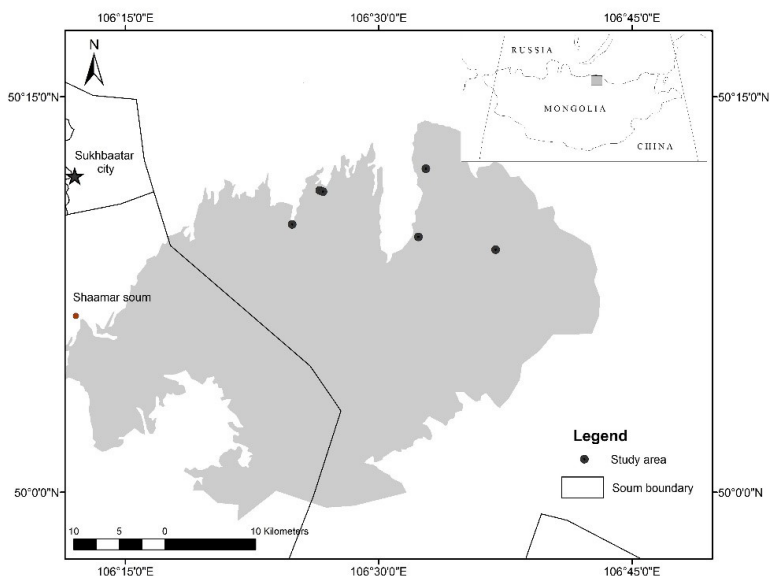 106°15'0"E 106°30'0"E 106°45'0"E
N
RUSSIA
MONGOLIA
CHINA
50°15'0"N 50°15'0"N
Sukhbaatar
city
Shaamar soum
Legend
Study area
Soum boundary
50°0'0"N 50°0'0"N
10 5 0 10 Kilometers
106°15'0"E 106°30'0"E 106°45'0"E